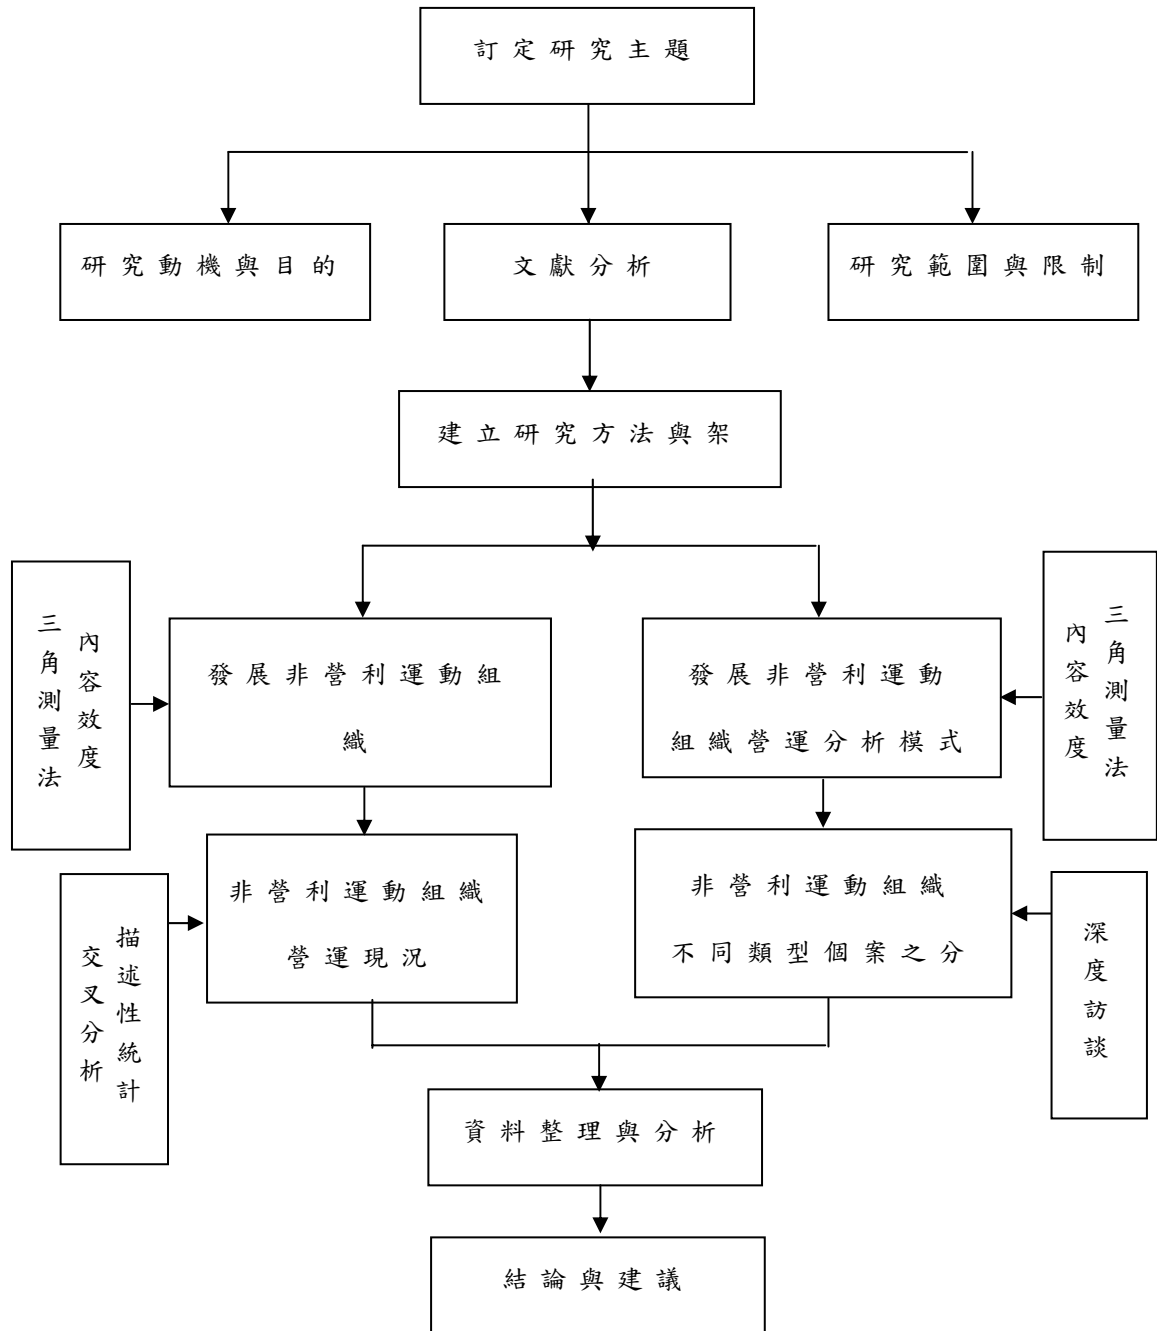 訂定研究主題
研究動機與目的
文獻分析
研究範圍與限制
建立研究方法與架
三角測量法
內容效度
發展非營利運動組
織
發展非營利運動
組織營運分析模式
三角測量法
內容效度
非營利運動組織
營運現況
非營利運動組織
不同類型個案之分
描述性統計
交叉分析
深度訪談
資料整理與分析
結論與建議